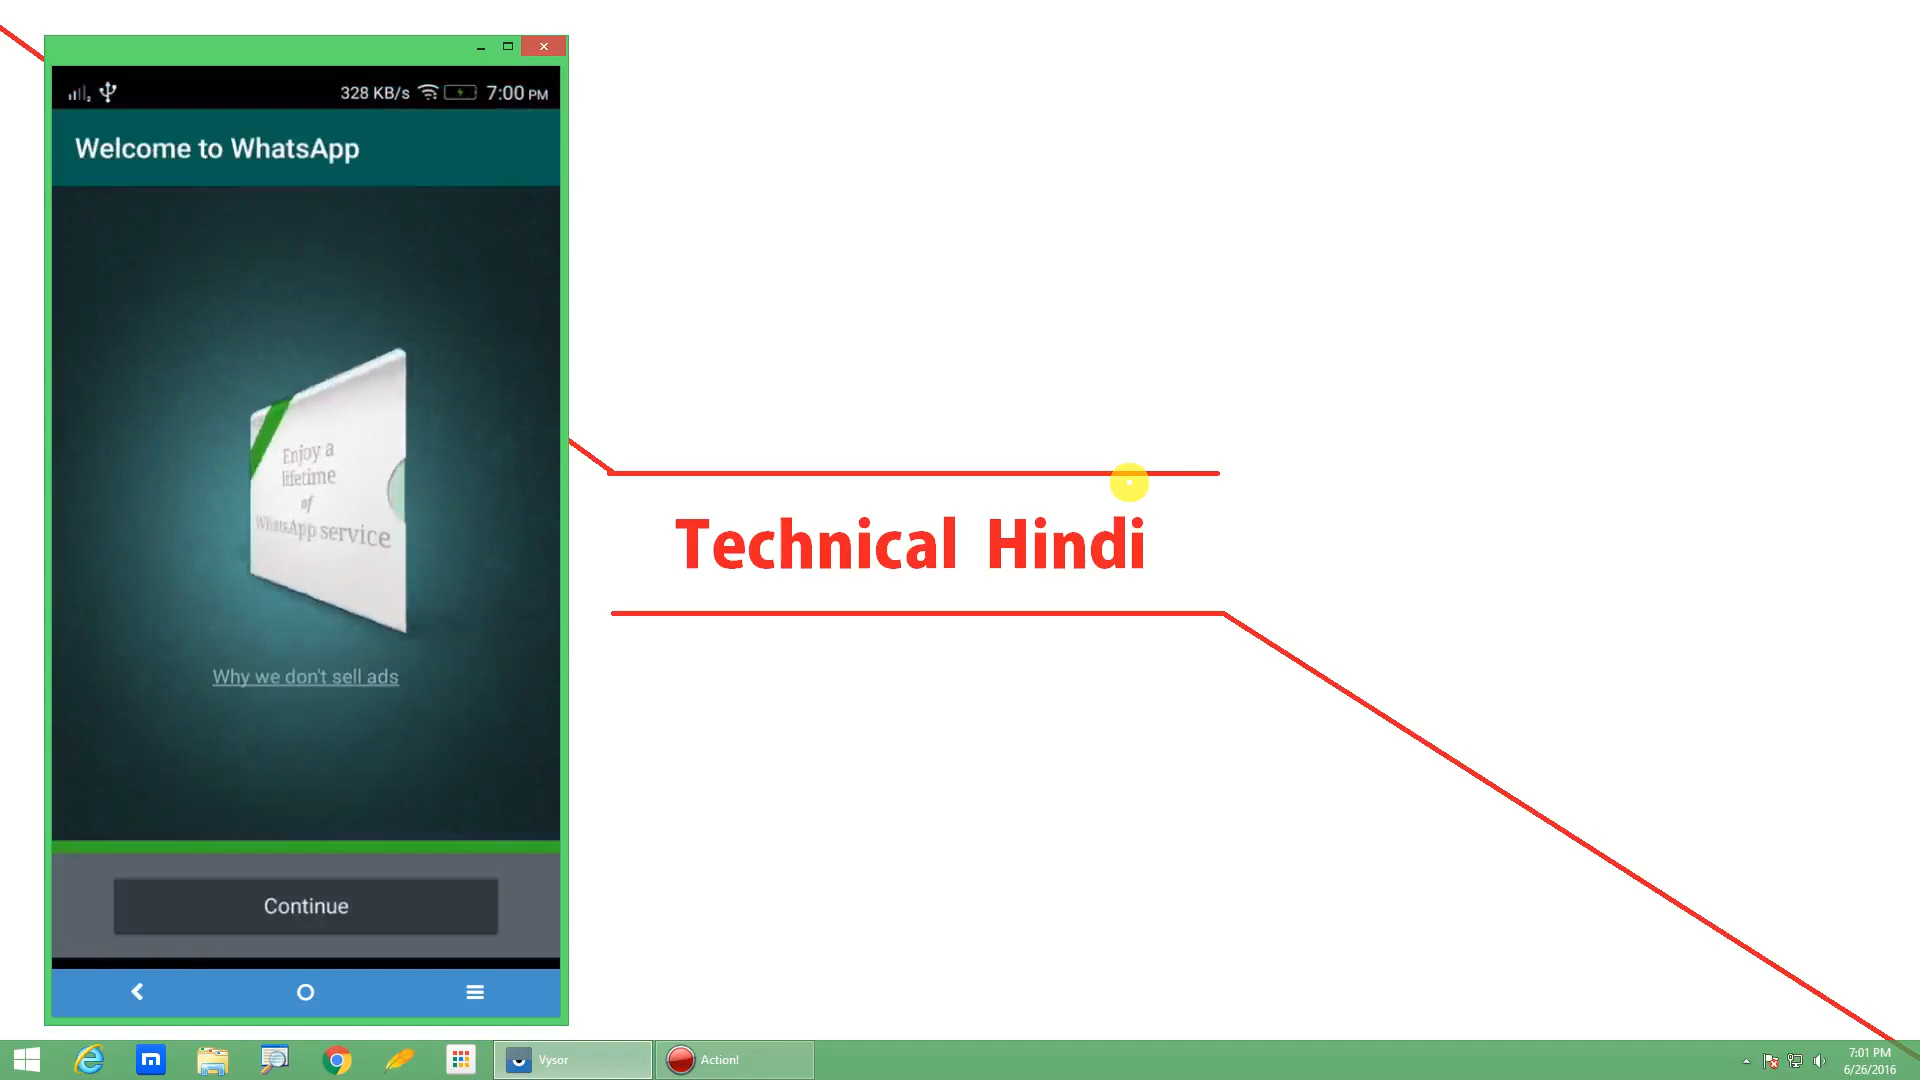 328 KB/s 7:00 PM
Welcome to WhatsApp
Enjoy a
lifetime
of
WhatsApp service
Why we don't sell ads
Continue
Technical Hindi
Vysor
Action!
7:01 PM
6/26/2016